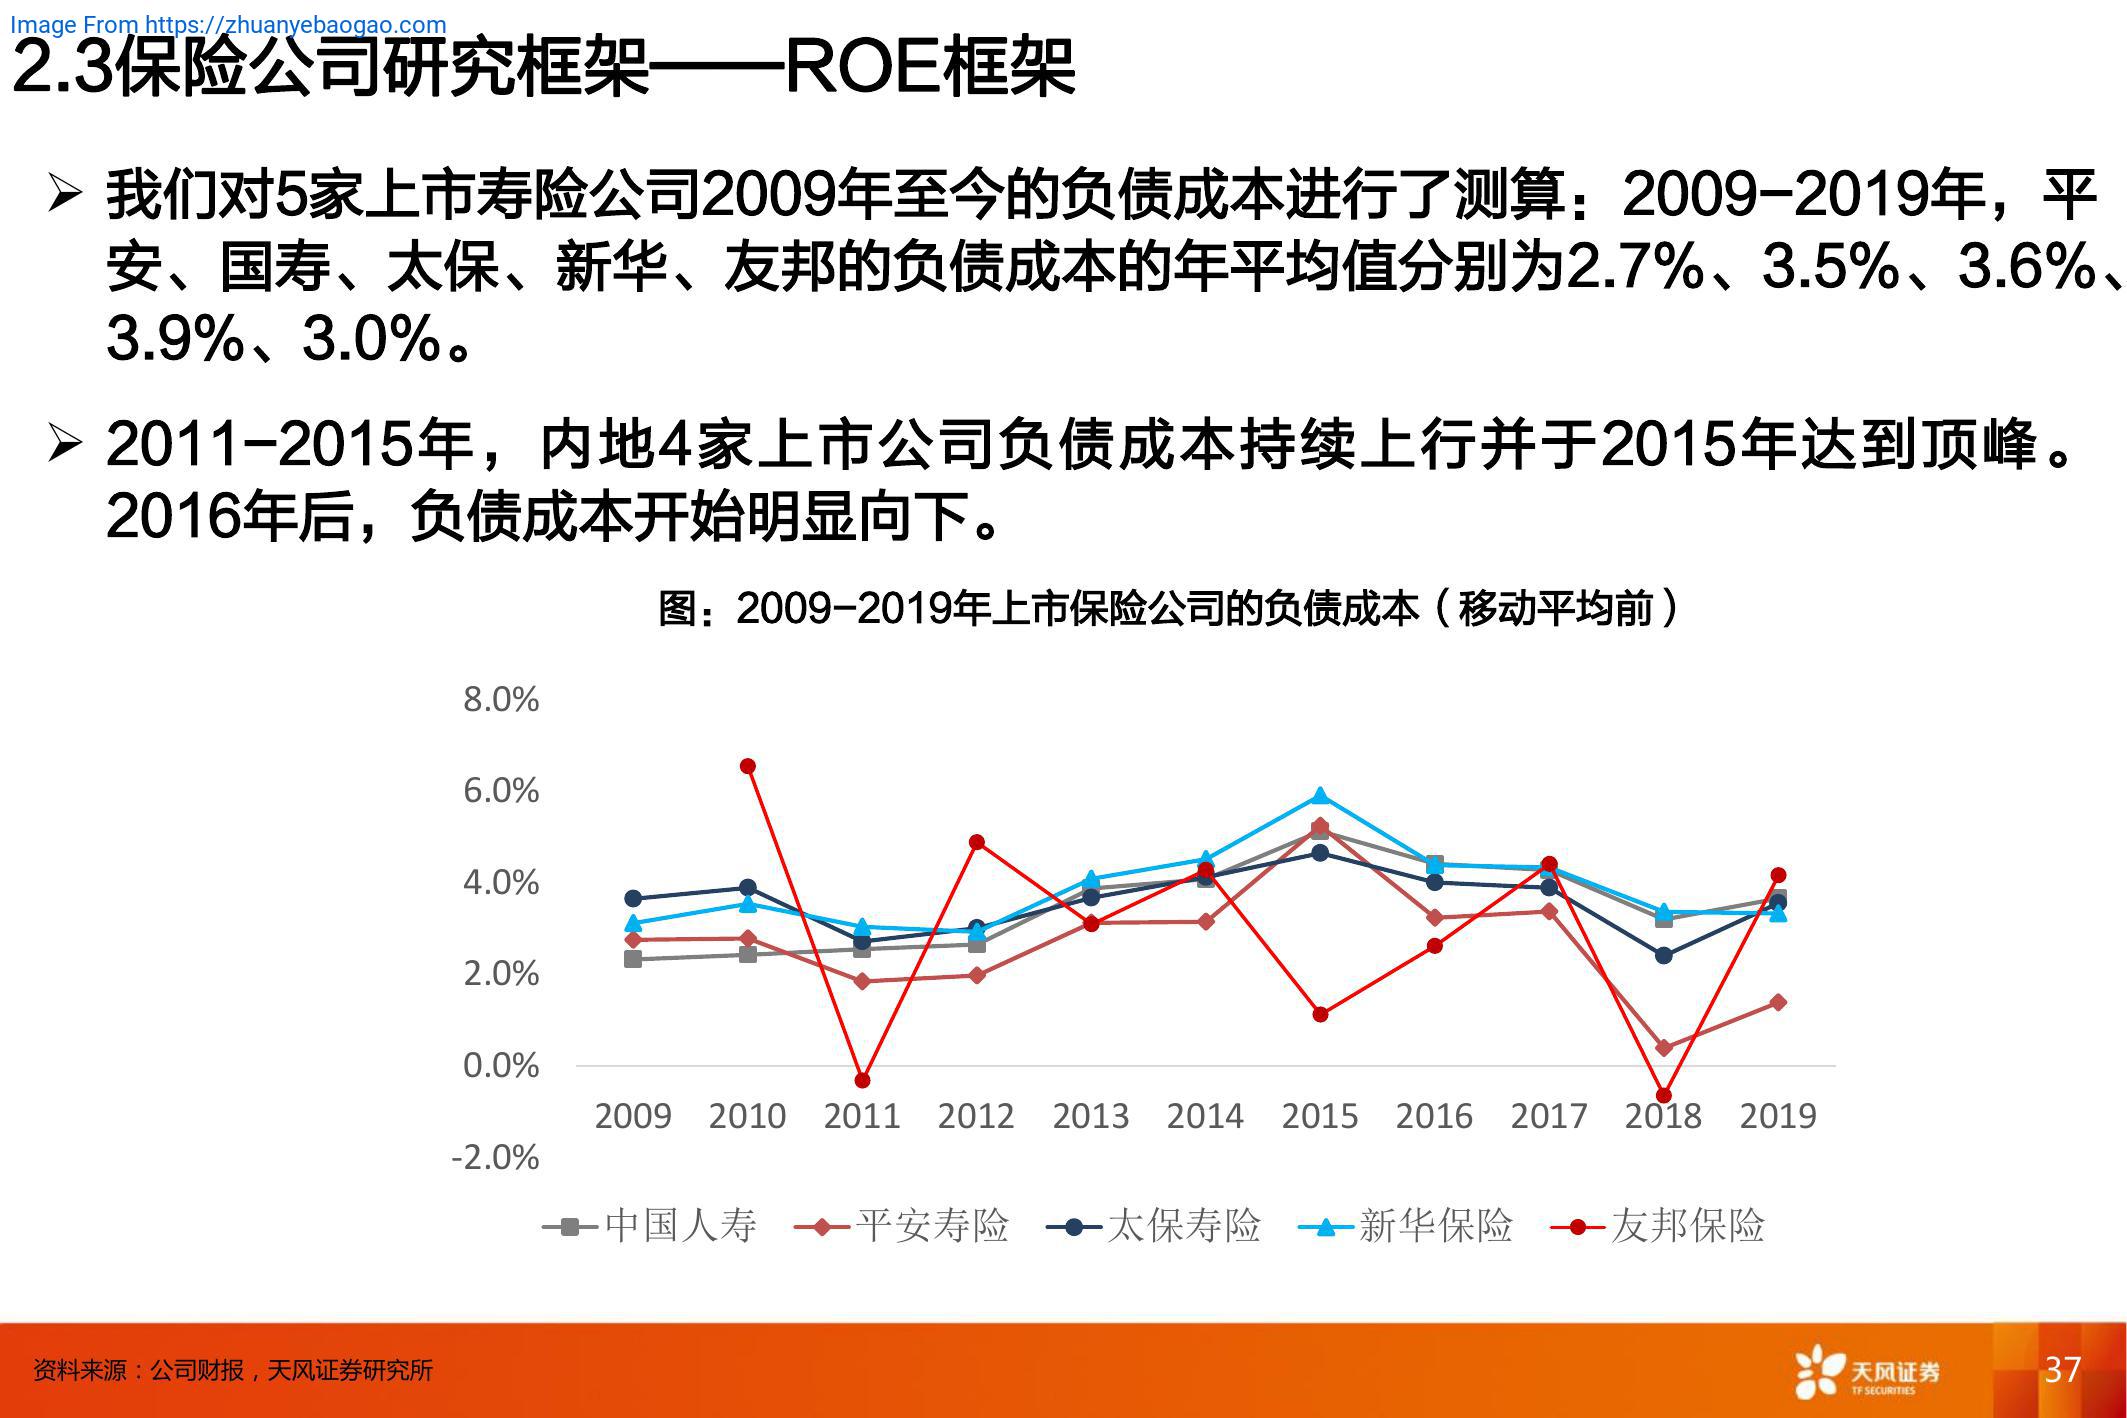 Image From https://zhuanyebaogao.com
2.3保险公司研究框架——ROE框架
➢ 我们对5家上市寿险公司2009年至今的负债成本进行了测算：2009-2019年，平
安、国寿、太保、新华、友邦的负债成本的年平均值分别为2.7%、3.5%、3.6%、
3.9%、3.0%。
➢ 2011-2015年，内地4家上市公司负债成本持续上行并于2015年达到顶峰。
2016年后，负债成本开始明显向下。
图：2009-2019年上市保险公司的负债成本（移动平均前）
8.0%
6.0%
4.0%
2.0%
0.0%
2009 2010 2011 2012 2013 2014 2015 2016 2017 2018 2019
-2.0%
中国人寿 平安寿险 太保寿险 新华保险 友邦保险
资料来源：公司财报，天风证券研究所
天风证券
TF SECURITIES
37